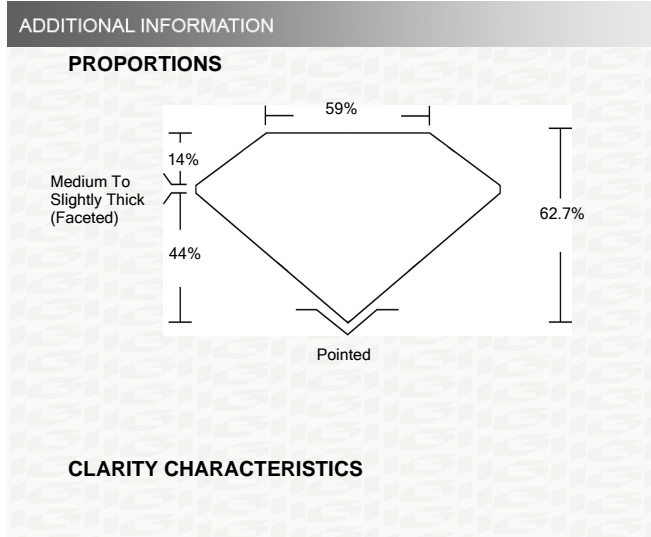 ADDITIONAL INFORMATION
PROPORTIONS
59%
14%
Medium To
Slightly Thick
(Faceted)
62.7%
44%
Pointed
CLARITY CHARACTERISTICS